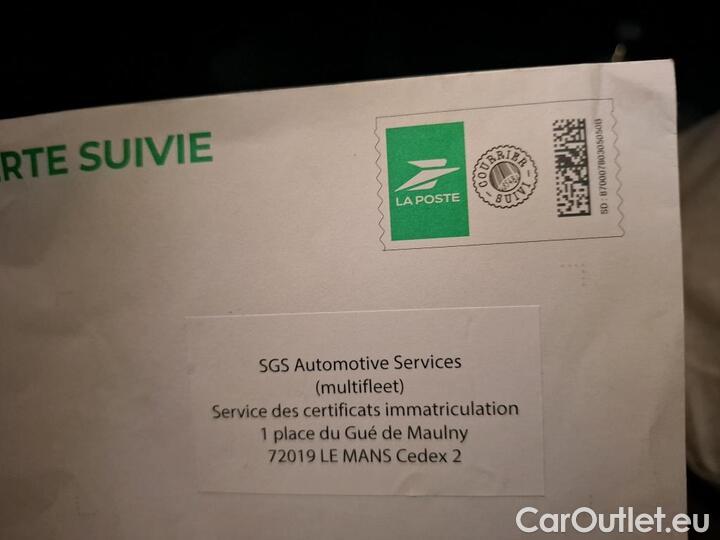 RTE SUIVIE
LA POSTE
COURRIER
SUIVI
SGS Automotive Services
(multifleet)
Service des certificats immatriculation
1 place du Gué de Maulny
72019 LE MANS Cedex 2
CarOutlet.eu